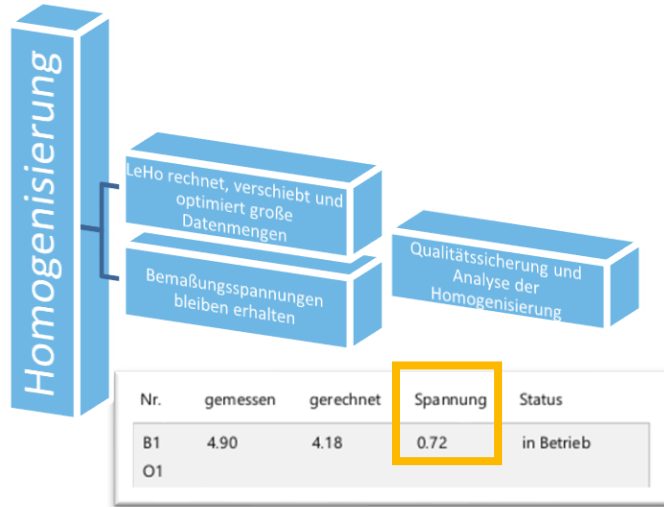 Homogenisierung
LeHo rechnet, verschiebt und
optimiert große
Datenmengen
Bemaßungsspannungen
bleiben erhalten
Qualitätssicherung und
Analyse der
Homogenisierung
Nr. gemessen gerechnet Spannung Status
B1 4.90 4.18 0.72 in Betrieb
O1